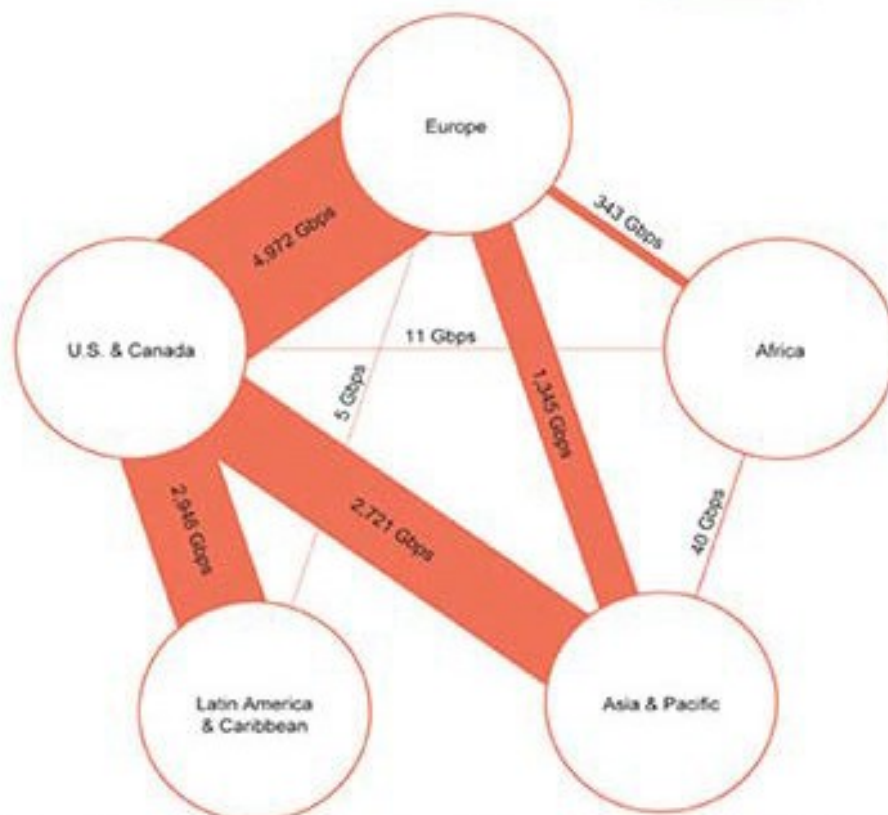 Europe
4,972 Gbps
343 Gbps
U.S. & Canada
11 Gbps
Africa
5 Gbps
1,345 Gbps
2,946 Gbps
2,721 Gbps
40 Gbps
Latin America
& Caribbean
Asia & Pacific